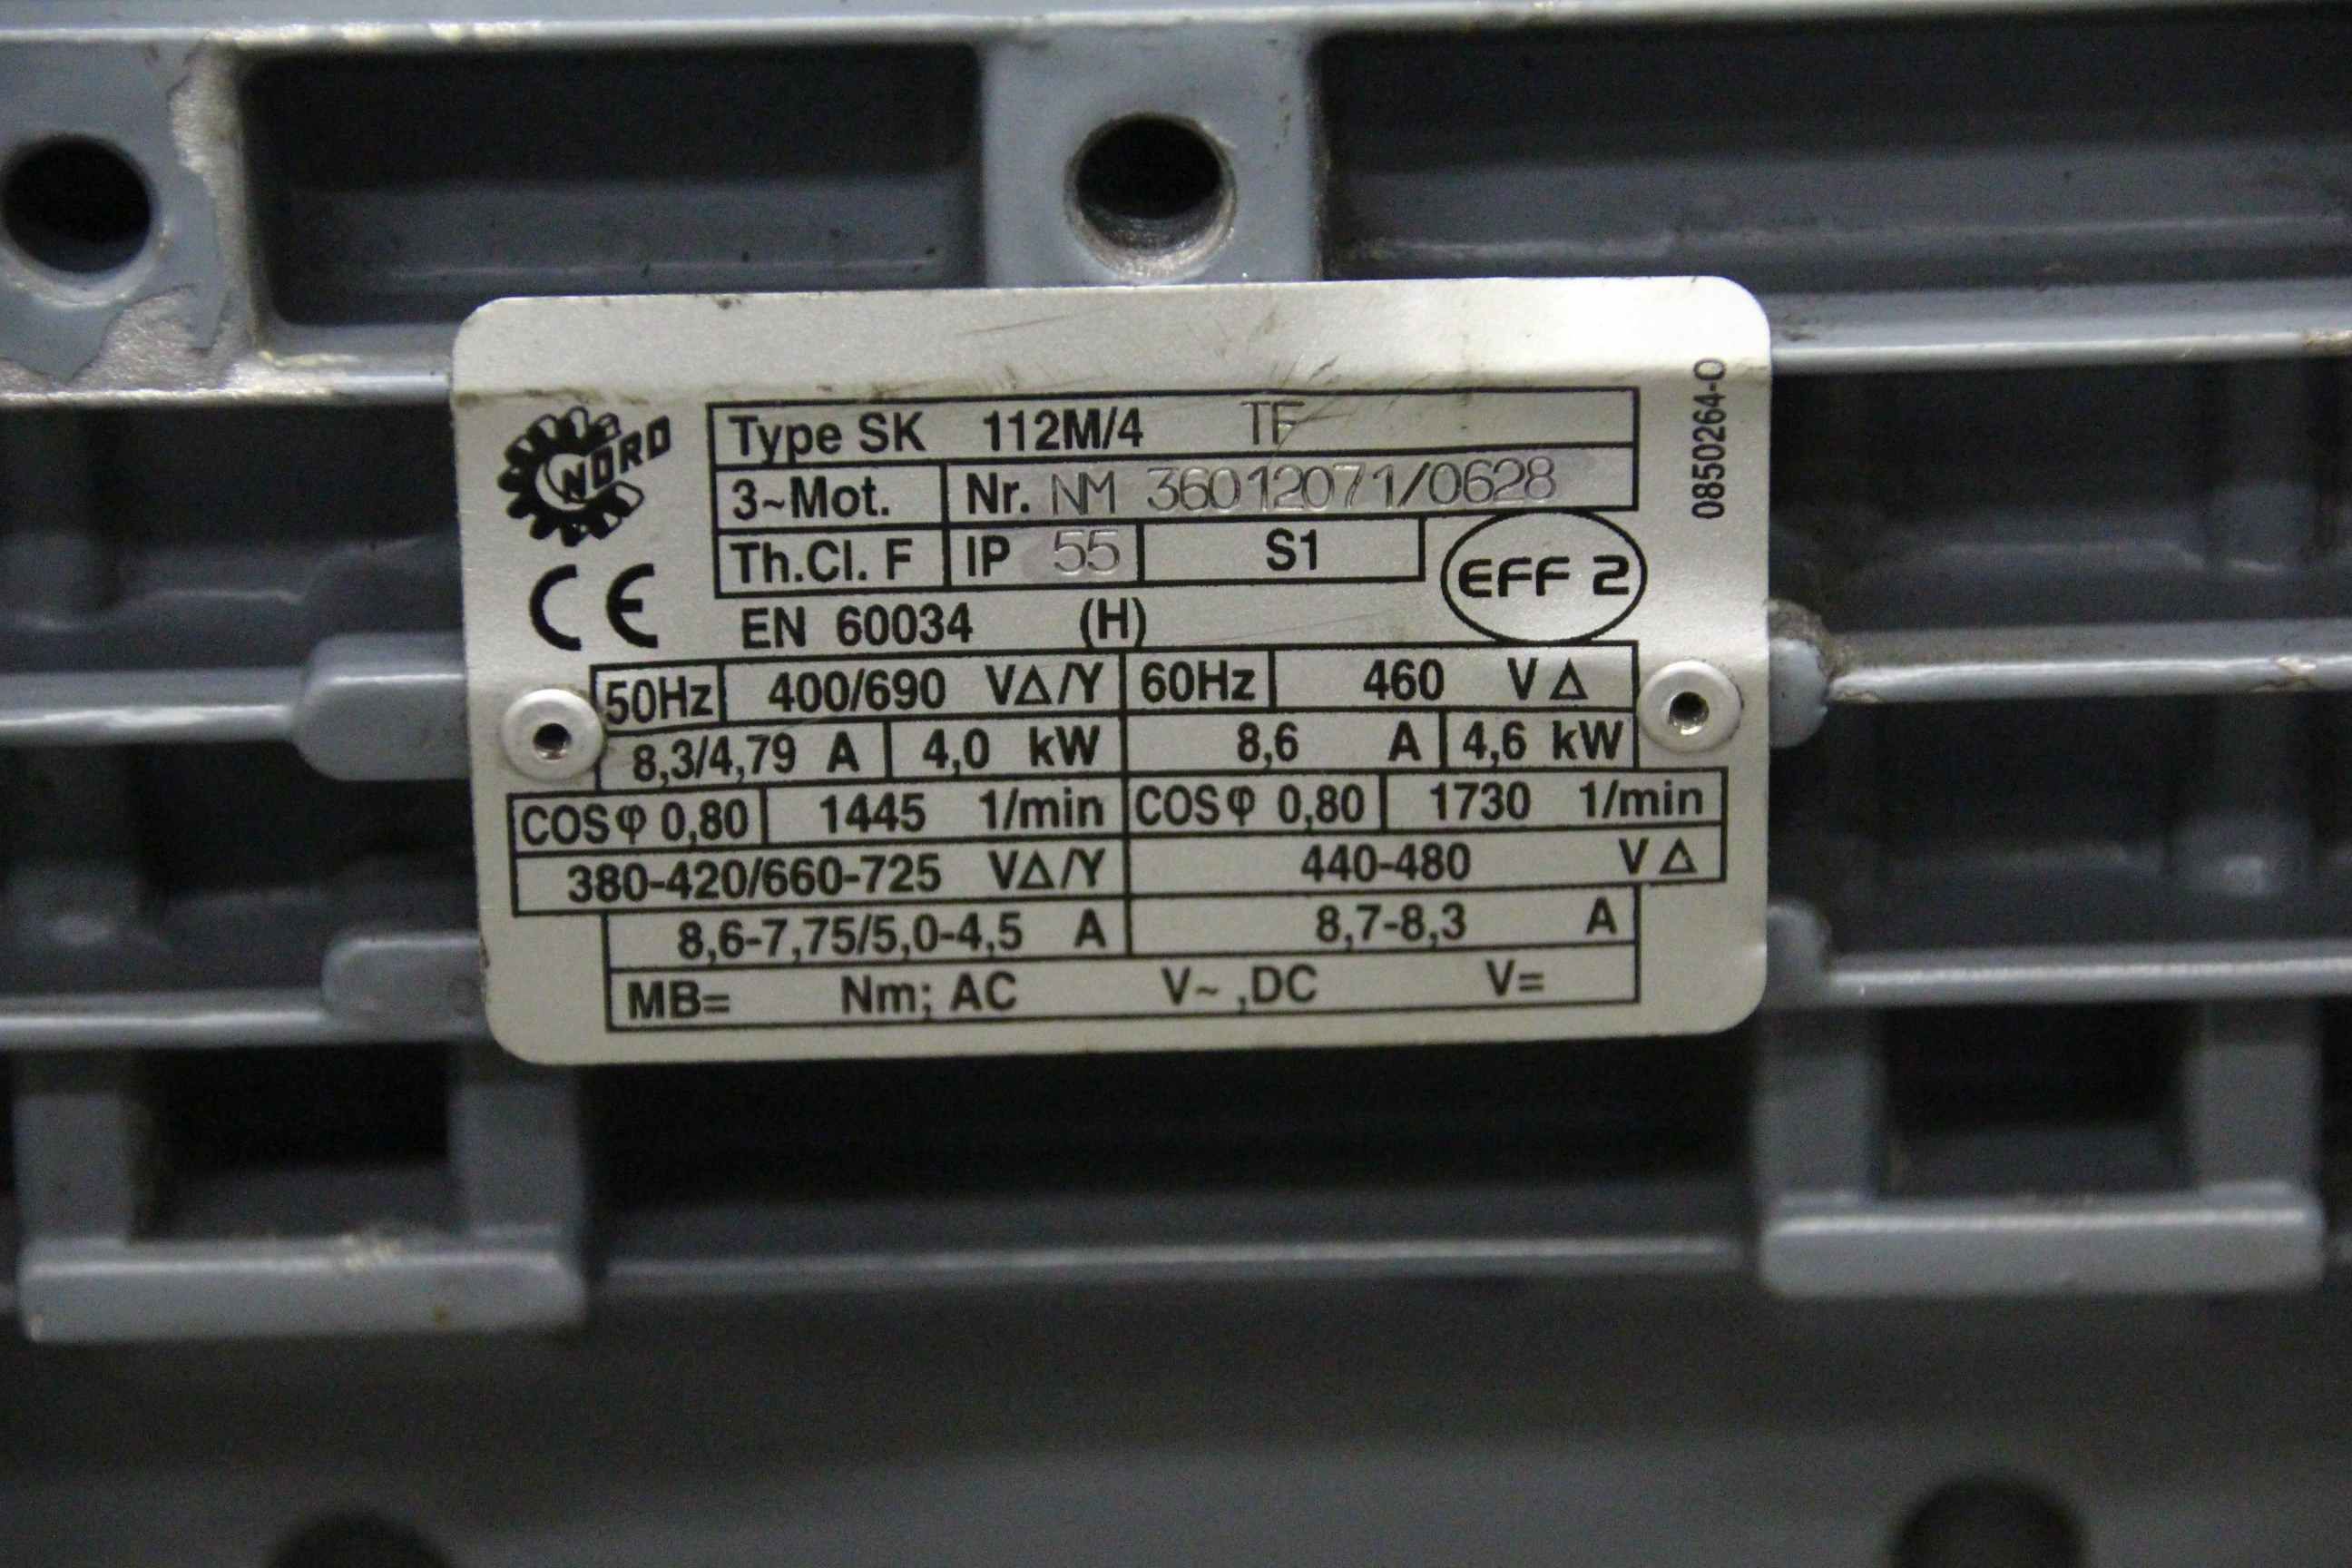 NORD
Type SK 112M/4 TF
3~Mot. Nr. NM 36012071/0628
Th.Cl. F IP 55 S1 EFF 2
CE EN 60034 (H)
50Hz 400/690 VΔ/Y 60Hz 460 VΔ
8,3/4,79 A 4,0 kW 8,6 A 4,6 kW
COSφ 0,80 1445 1/min COSφ 0,80 1730 1/min
380-420/660-725 VΔ/Y 440-480 VΔ
8,6-7,75/5,0-4,5 A 8,7-8,3 A
MB= Nm; AC V~ ,DC V=
0850264-0